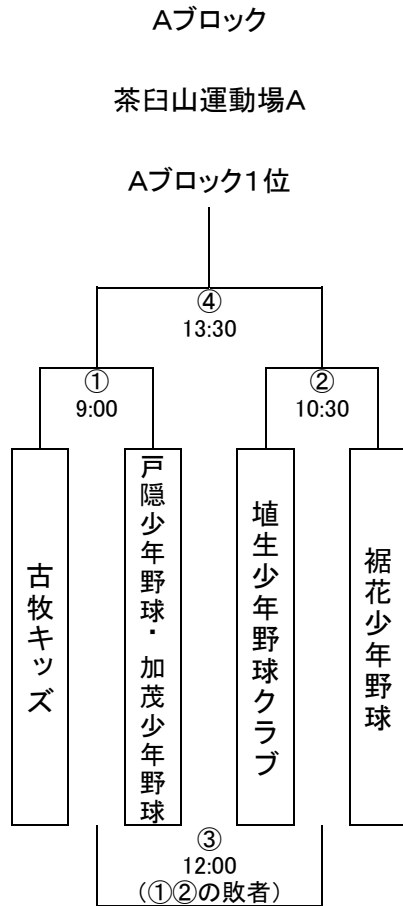 Aブロック
茶臼山運動場A
Aブロック1位
④
13:30
①
9:00
②
10:30
古牧キッズ
戸隠少年野球・加茂少年野球
埴生少年野球クラブ
裾花少年野球
③
12:00
(①②の敗者)